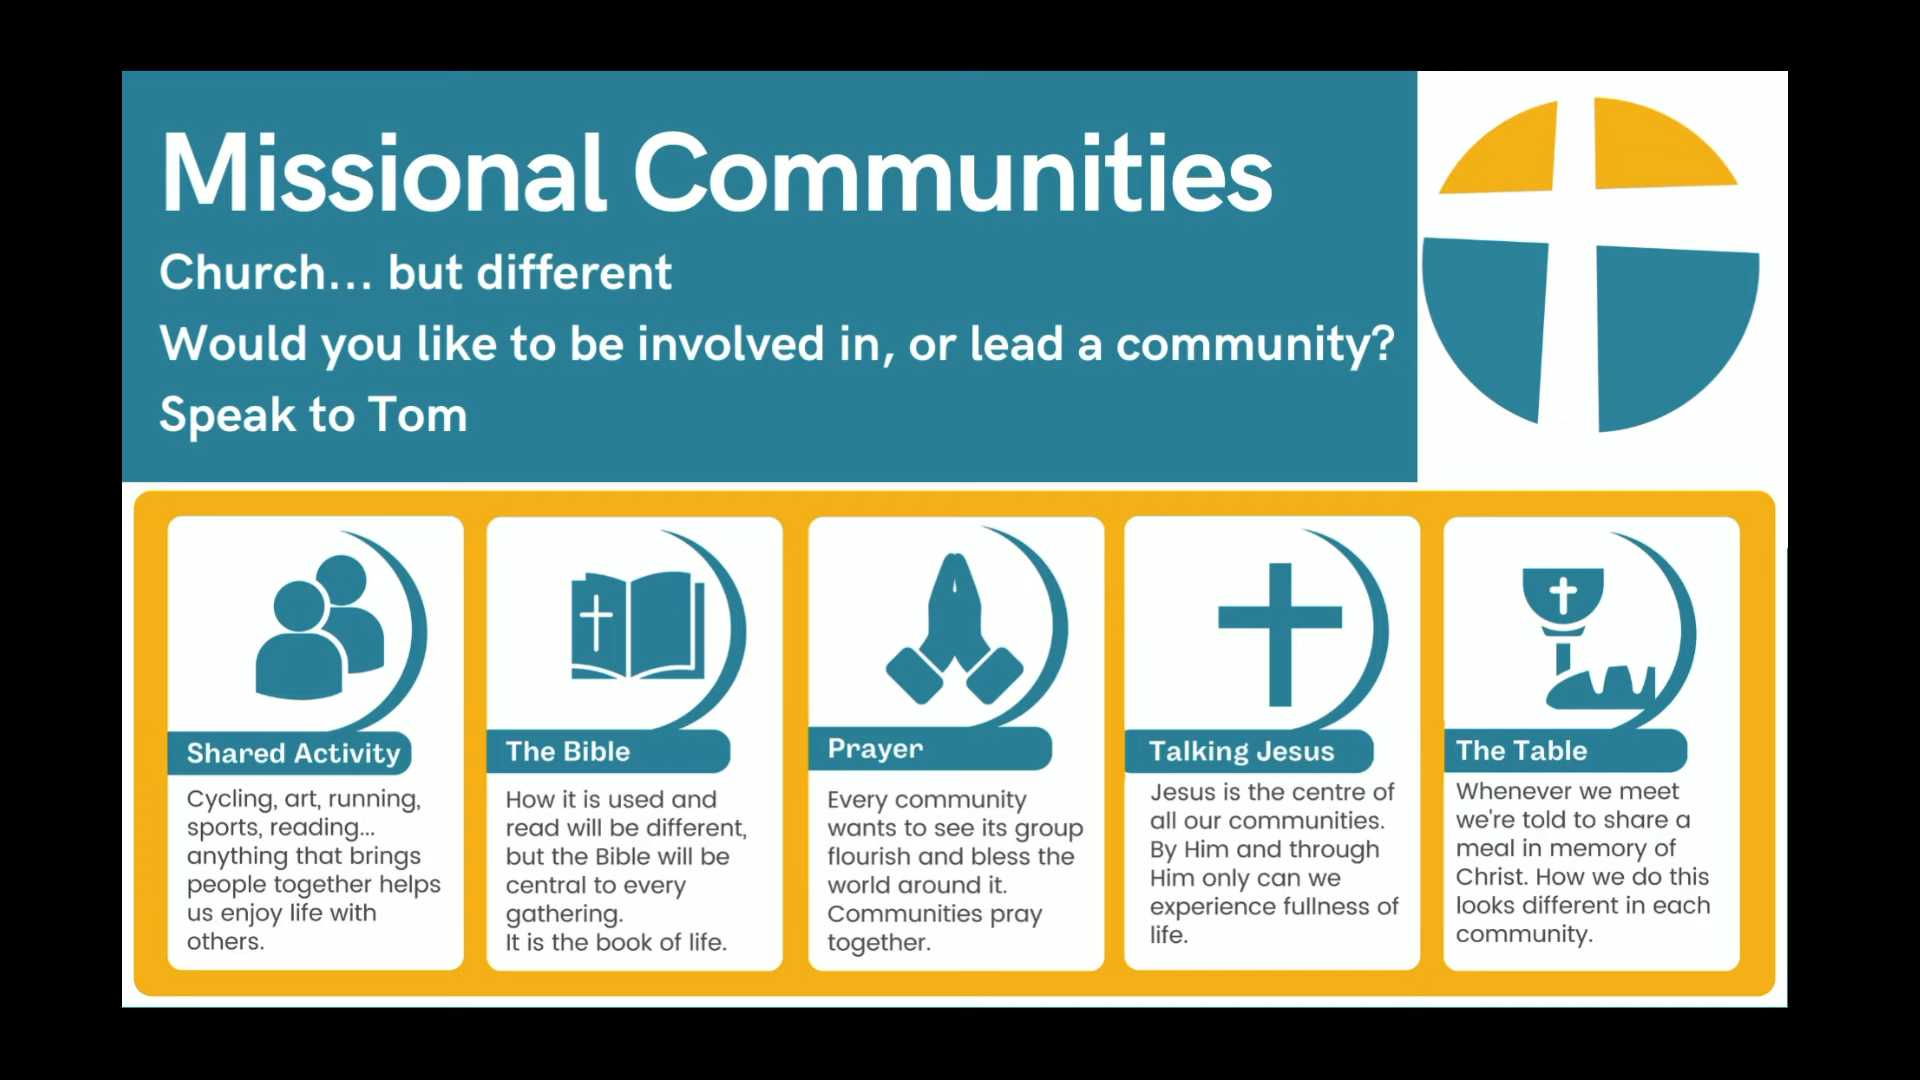 Missional Communities
Church... but different
Would you like to be involved in, or lead a community?
Speak to Tom
Shared Activity
Cycling, art, running,
sports, reading...
anything that brings
people together helps
us enjoy life with
others.
The Bible
How it is used and
read will be different,
but the Bible will be
central to every
gathering.
It is the book of life.
Prayer
Every community
wants to see its group
flourish and bless the
world around it.
Communities pray
together.
Talking Jesus
Jesus is the centre of
all our communities.
By Him and through
Him only can we
experience fullness of
life.
The Table
Whenever we meet
we're told to share a
meal in memory of
Christ. How we do this
looks different in each
community.